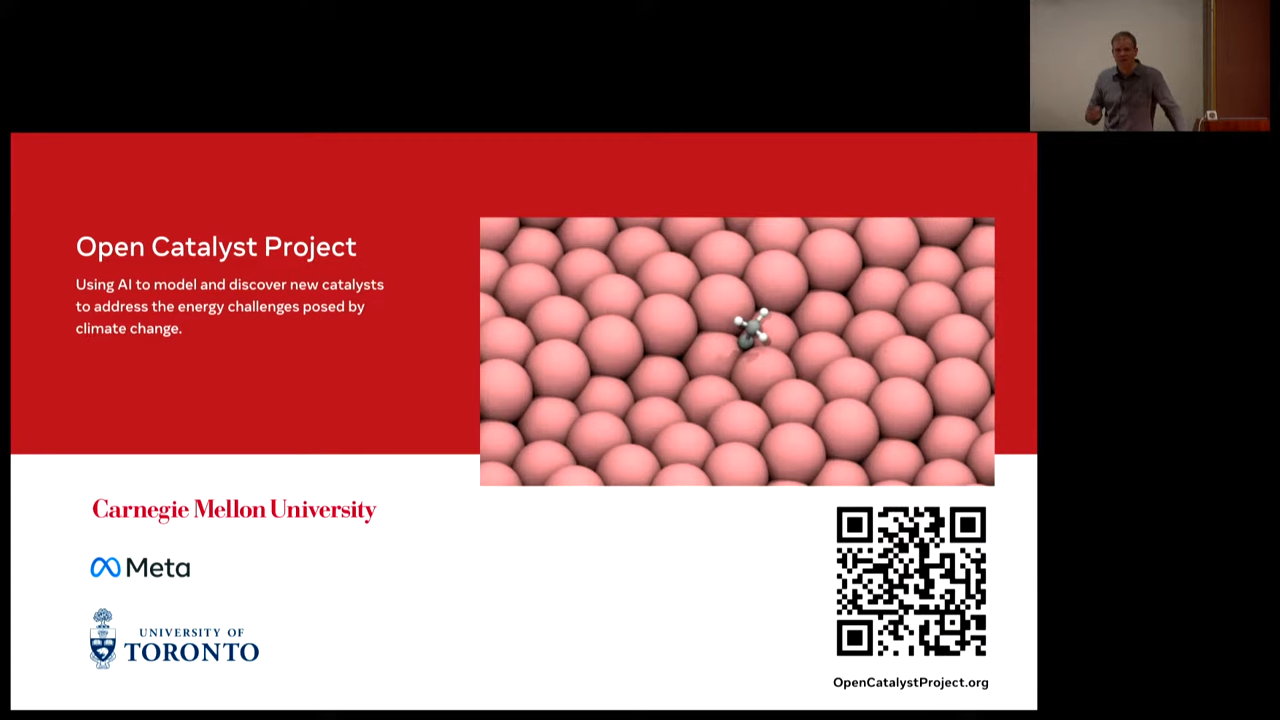 Open Catalyst Project
Using AI to model and discover new catalysts
to address the energy challenges posed by
climate change.
Carnegie Mellon University
Meta
UNIVERSITY OF
TORONTO
OpenCatalystProject.org